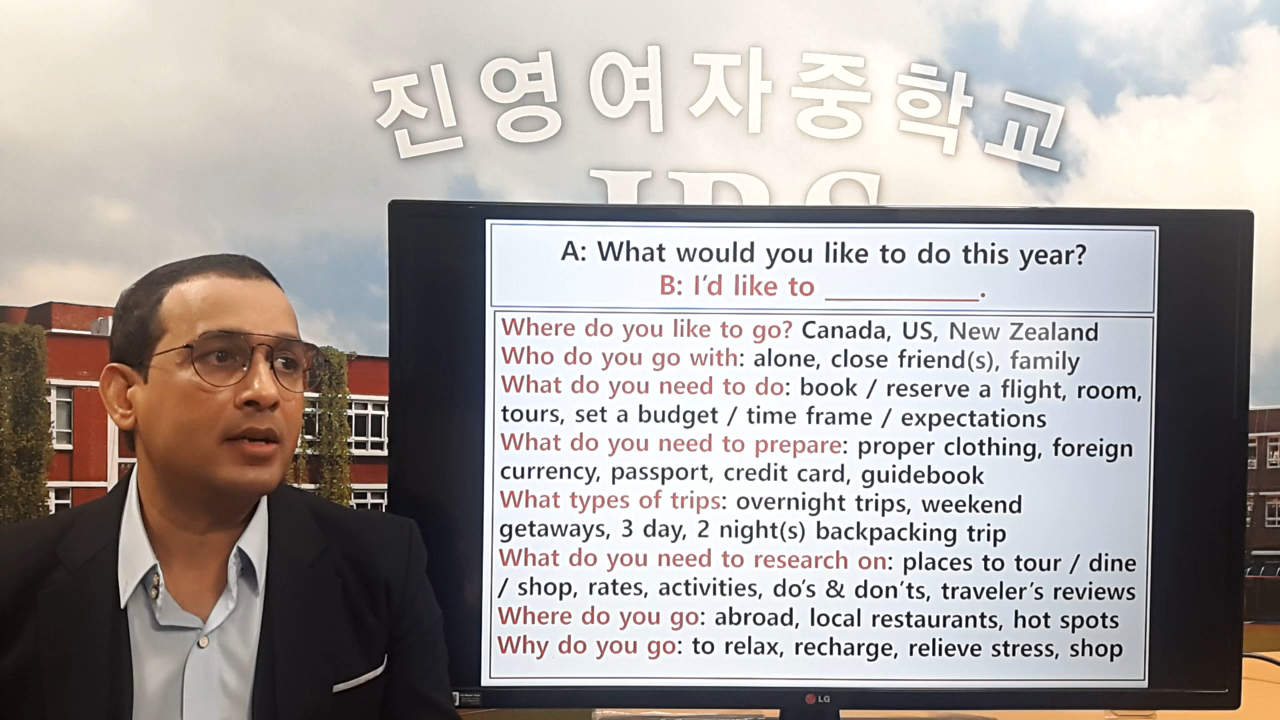 진영여자중학교
A: What would you like to do this year?
B: I'd like to ___________.
Where do you like to go? Canada, US, New Zealand
Who do you go with: alone, close friend(s), family
What do you need to do: book / reserve a flight, room,
tours, set a budget / time frame / expectations
What do you need to prepare: proper clothing, foreign
currency, passport, credit card, guidebook
What types of trips: overnight trips, weekend
getaways, 3 day, 2 night(s) backpacking trip
What do you need to research on: places to tour / dine
/ shop, rates, activities, do's & don'ts, traveler's reviews
Where do you go: abroad, local restaurants, hot spots
Why do you go: to relax, recharge, relieve stress, shop
LG